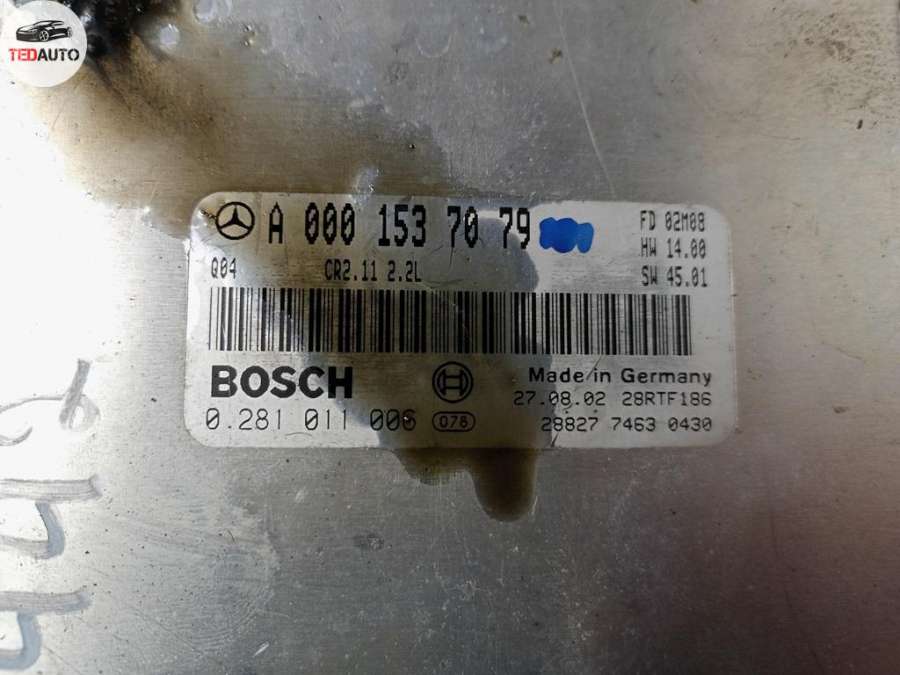 TEDAUTO
A 000 153 70 79
FD 02M08
HW 14.00
Q04 CR2.11 2.2L
SW 45.01
BOSCH
Made in Germany
27.08.02 28RTF186
0.281 011 006 078
28827 7463 0430